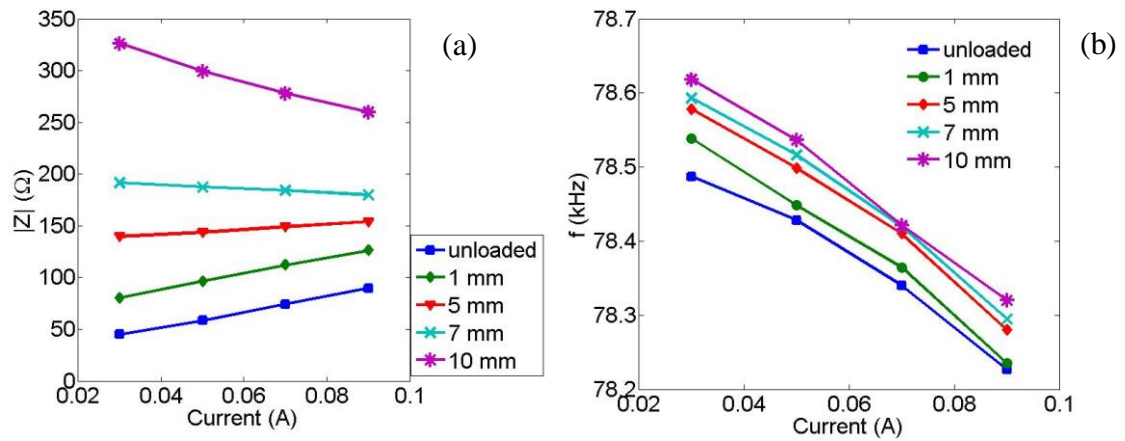 (a)
|Z| (Ω)
350
300
250
200
150
100
50
0
0.02
0.04
0.06
0.08
0.1
Current (A)
unloaded
1 mm
5 mm
7 mm
10 mm
(b)
f (kHz)
78.7
78.6
78.5
78.4
78.3
78.2
0.02
0.04
0.06
0.08
0.1
Current (A)
unloaded
1 mm
5 mm
7 mm
10 mm